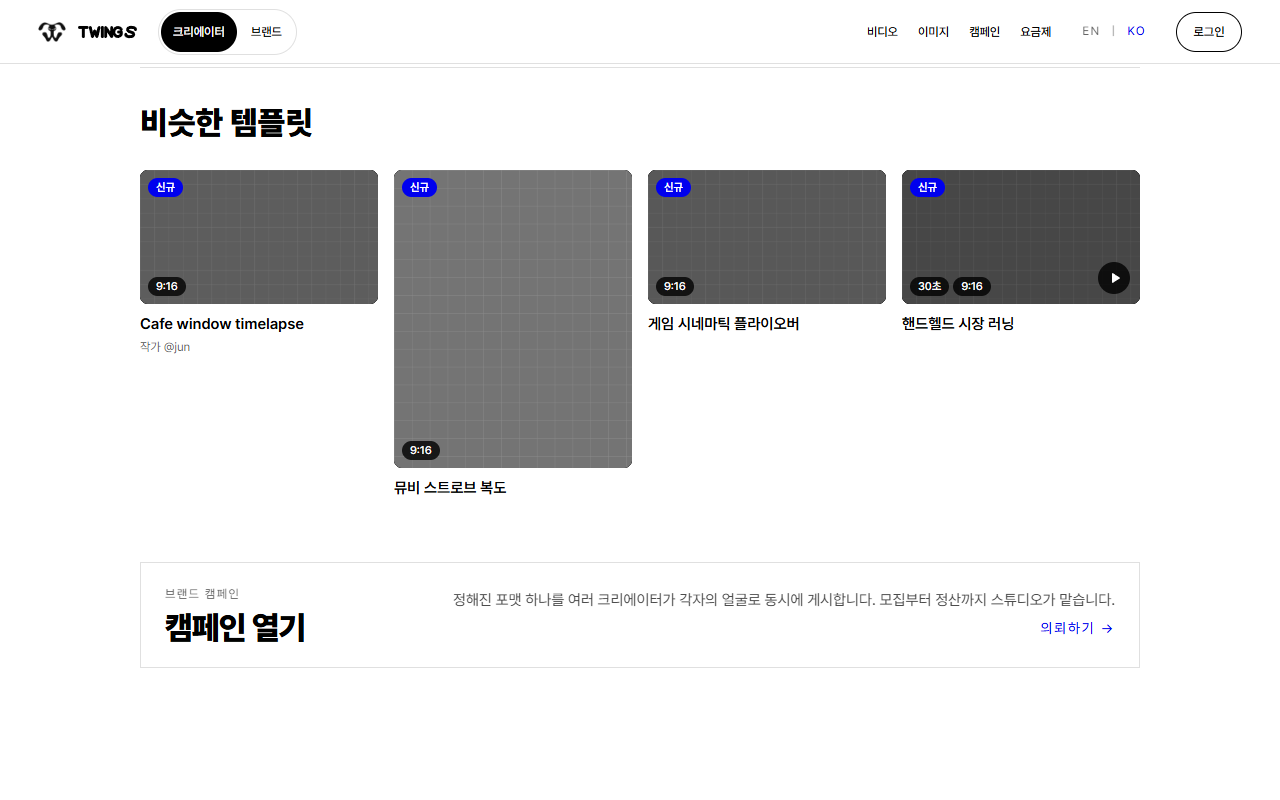 TWINGS
크리에이터
브랜드
비디오
이미지
캠페인
요금제
EN | KO
로그인
비슷한 템플릿
신규
9:16
Cafe window timelapse
작가 @jun
신규
9:16
뮤비 스트로브 복도
신규
9:16
게임 시네마틱 플라이오버
신규
30초
9:16
핸드헬드 시장 러닝
브랜드 캠페인
캠페인 열기
정해진 포맷 하나를 여러 크리에이터가 각자의 얼굴로 동시에 게시합니다. 모집부터 정산까지 스튜디오가 맡습니다.
의뢰하기 →